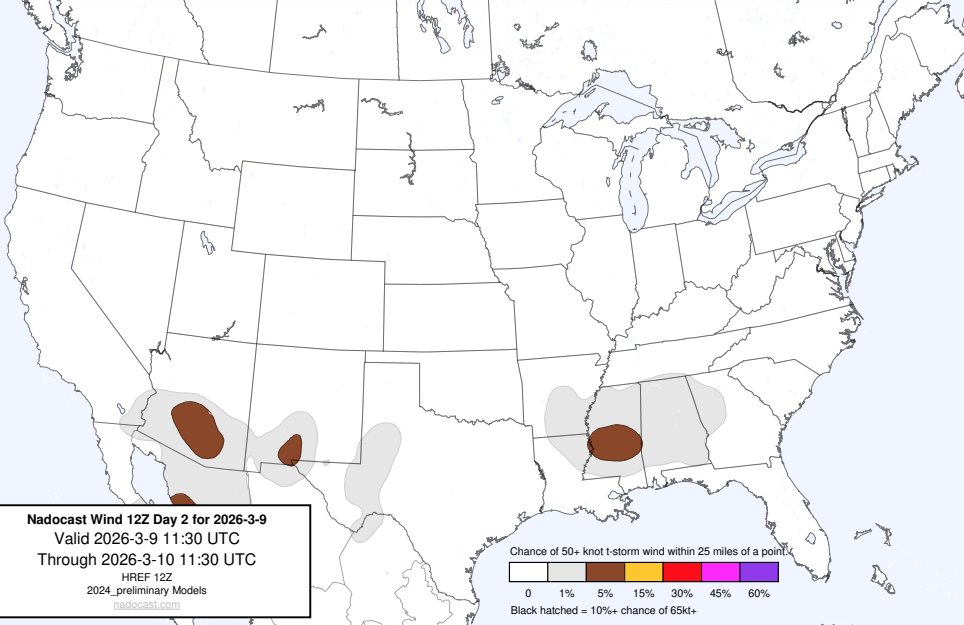 Nadocast Wind 12Z Day 2 for 2026-3-9
Valid 2026-3-9 11:30 UTC
Through 2026-3-10 11:30 UTC
HREF 12Z
2024_preliminary Models
nadocast.com
Chance of 50+ knot t-storm wind within 25 miles of a point.
0 1% 5% 15% 30% 45% 60%
Black hatched = 10%+ chance of 65kt+